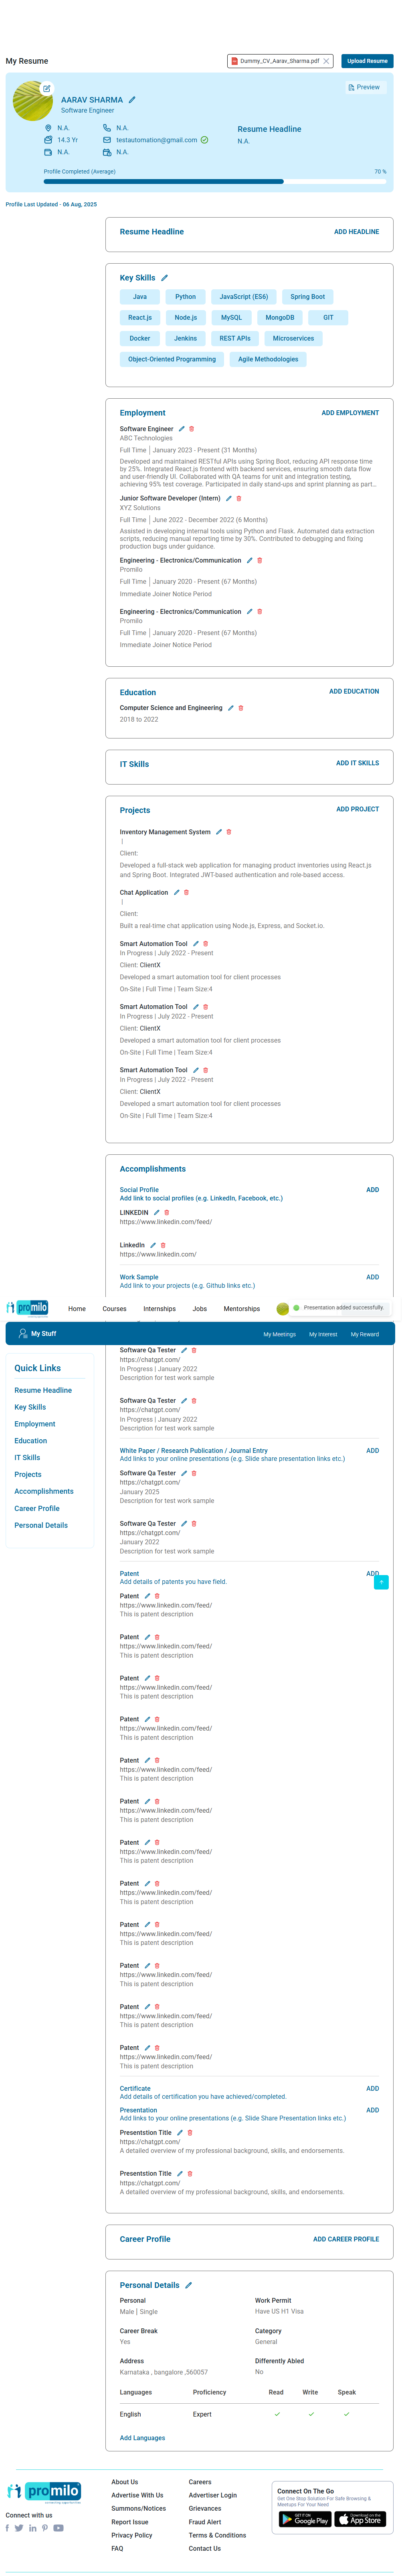 My Resume
Dummy_CV_Aarav_Sharma.pdf
Upload Resume
AARAV SHARMA
Software Engineer
Preview
N.A.
N.A.
14.3 Yr
testautomation@gmail.com
N.A.
N.A.
Resume Headline
N.A.
Profile Completed (Average)
70 %
Profile Last Updated - 06 Aug, 2025
Resume Headline
ADD HEADLINE
Key Skills
Java
Python
JavaScript (ES6)
Spring Boot
React.js
Node.js
MySQL
MongoDB
GIT
Docker
Jenkins
REST APIs
Microservices
Object-Oriented Programming
Agile Methodologies
Employment
ADD EMPLOYMENT
Software Engineer
ABC Technologies
Full Time | January 2023 - Present (31 Months)
Developed and maintained RESTful APIs using Spring Boot, reducing API response time
by 25%. Integrated React.js frontend with backend services, ensuring smooth data flow
and user-friendly UI. Collaborated with QA teams for unit and integration testing,
achieving 95% test coverage. Participated in daily stand-ups and sprint planning as part...
Junior Software Developer (Intern)
XYZ Solutions
Full Time | June 2022 - December 2022 (6 Months)
Assisted in developing internal tools using Python and Flask. Automated data extraction
scripts, reducing manual reporting time by 30%. Contributed to debugging and fixing
production bugs under guidance.
Engineering - Electronics/Communication
Promilo
Full Time | January 2020 - Present (67 Months)
Immediate Joiner Notice Period
Engineering - Electronics/Communication
Promilo
Full Time | January 2020 - Present (67 Months)
Immediate Joiner Notice Period
Education
ADD EDUCATION
Computer Science and Engineering
2018 to 2022
IT Skills
ADD IT SKILLS
Projects
ADD PROJECT
Inventory Management System
|
Client:
Developed a full-stack web application for managing product inventories using React.js
and Spring Boot. Integrated JWT-based authentication and role-based access.
Chat Application
|
Client:
Built a real-time chat application using Node.js, Express, and Socket.io.
Smart Automation Tool
In Progress | July 2022 - Present
Client: ClientX
Developed a smart automation tool for client processes
On-Site | Full Time | Team Size:4
Smart Automation Tool
In Progress | July 2022 - Present
Client: ClientX
Developed a smart automation tool for client processes
On-Site | Full Time | Team Size:4
Smart Automation Tool
In Progress | July 2022 - Present
Client: ClientX
Developed a smart automation tool for client processes
On-Site | Full Time | Team Size:4
Accomplishments
Social Profile
ADD
Add link to social profiles (e.g. LinkedIn, Facebook, etc.)
LINKEDIN
https://www.linkedin.com/feed/
LinkedIn
https://www.linkedin.com/
Work Sample
ADD
Add link to your projects (e.g. Github links etc.)
promilo
Home
Courses
Internships
Jobs
Mentorships
Presentation added successfully.
My Stuff
My Meetings
My Interest
My Reward
Quick Links
Resume Headline
Key Skills
Employment
Education
IT Skills
Projects
Accomplishments
Career Profile
Personal Details
Software Qa Tester
https://chatgpt.com/
In Progress | January 2022
Description for test work sample
Software Qa Tester
https://chatgpt.com/
In Progress | January 2022
Description for test work sample
White Paper / Research Publication / Journal Entry
ADD
Add links to your online presentations (e.g. Slide share presentation links etc.)
Software Qa Tester
https://chatgpt.com/
January 2025
Description for test work sample
Software Qa Tester
https://chatgpt.com/
January 2022
Description for test work sample
Patent
ADD
Add details of patents you have field.
Patent
https://www.linkedin.com/feed/
This is patent description
Patent
https://www.linkedin.com/feed/
This is patent description
Patent
https://www.linkedin.com/feed/
This is patent description
Patent
https://www.linkedin.com/feed/
This is patent description
Patent
https://www.linkedin.com/feed/
This is patent description
Patent
https://www.linkedin.com/feed/
This is patent description
Patent
https://www.linkedin.com/feed/
This is patent description
Patent
https://www.linkedin.com/feed/
This is patent description
Patent
https://www.linkedin.com/feed/
This is patent description
Patent
https://www.linkedin.com/feed/
This is patent description
Patent
https://www.linkedin.com/feed/
This is patent description
Patent
https://www.linkedin.com/feed/
This is patent description
Certificate
ADD
Add details of certification you have achieved/completed.
Presentation
ADD
Add links to your online presentations (e.g. Slide Share Presentation links etc.)
Presentstion Title
https://chatgpt.com/
A detailed overview of my professional background, skills, and endorsements.
Presentstion Title
https://chatgpt.com/
A detailed overview of my professional background, skills, and endorsements.
Career Profile
ADD CAREER PROFILE
Personal Details
Personal
Work Permit
Male | Single
Have US H1 Visa
Career Break
Category
Yes
General
Address
Differently Abled
Karnataka , bangalore ,560057
No
Languages
Proficiency
Read
Write
Speak
English
Expert
Add Languages
promilo
Connect with us
About Us
Advertise With Us
Summons/Notices
Report Issue
Privacy Policy
FAQ
Careers
Advertiser Login
Grievances
Fraud Alert
Terms & Conditions
Contact Us
Connect On The Go
Get One Stop Solution For Safe Browsing &
Meetups For Your Need
GET IT ON
Google Play
Download on the
App Store